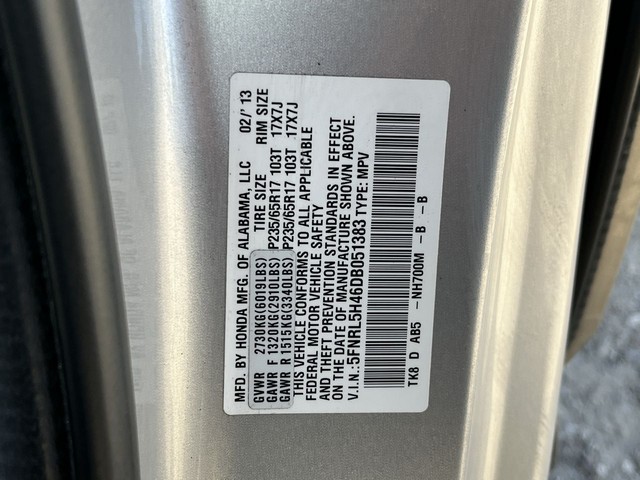 MFD. BY HONDA MFG. OF ALABAMA, LLC 02/'13
GVWR 2730KG(6019LBS) TIRE SIZE RIM SIZE
GAWR F 1320KG(2910LBS) P235/65R17 103T 17X7J
GAWR R 1515KG(3340LBS) P235/65R17 103T 17X7J
THIS VEHICLE CONFORMS TO ALL APPLICABLE
FEDERAL MOTOR VEHICLE SAFETY
AND THEFT PREVENTION STANDARDS IN EFFECT
ON THE DATE OF MANUFACTURE SHOWN ABOVE.
V.I.N.:5FNRL5H46DB051383 TYPE: MPV
TK8 D AB5 -NH700M -B -B